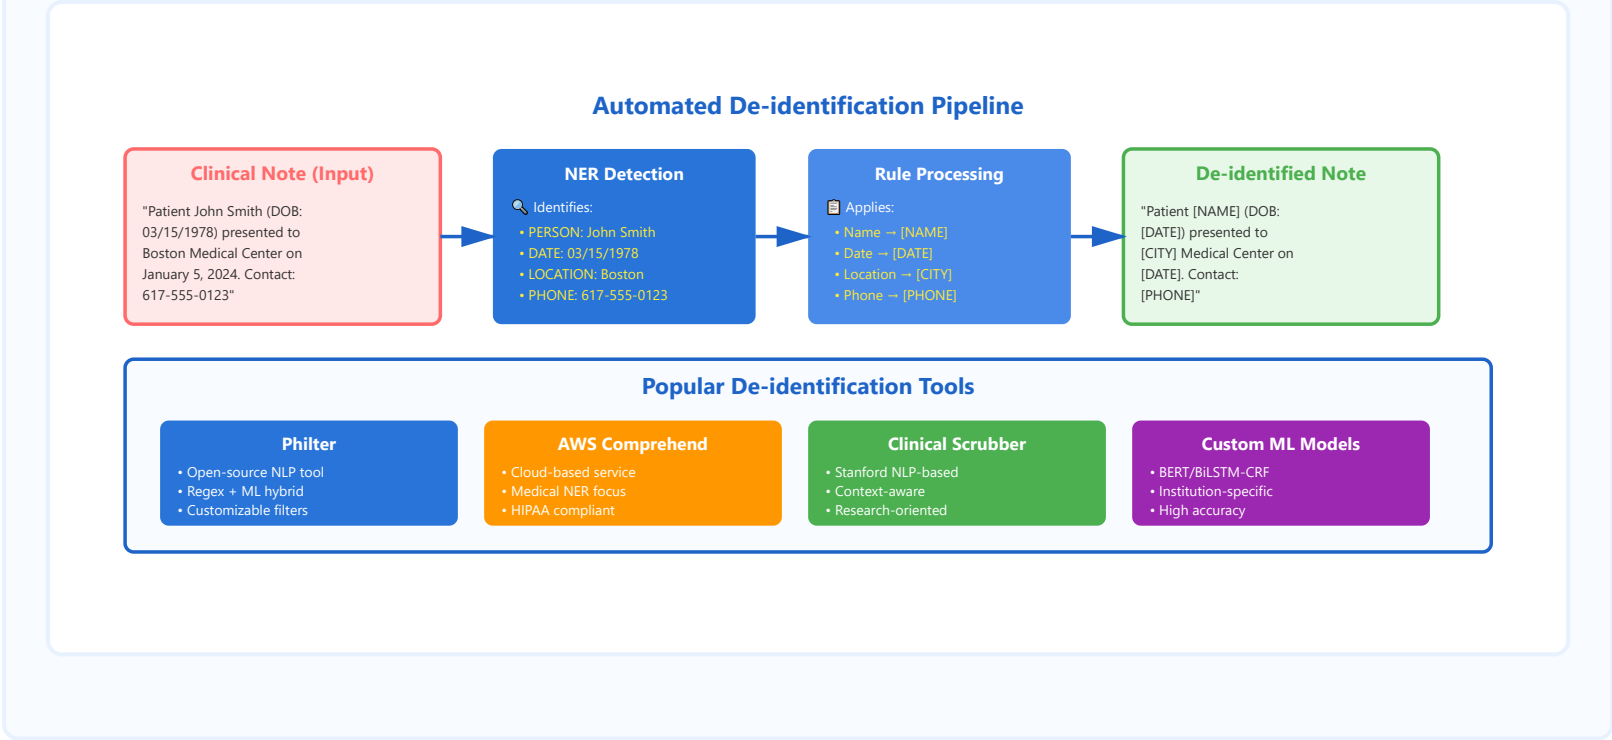 Automated De-identification Pipeline
Clinical Note (Input)
"Patient John Smith (DOB:
03/15/1978) presented to
Boston Medical Center on
January 5, 2024. Contact:
617-555-0123"
NER Detection
🔍 Identifies:
• PERSON: John Smith
• DATE: 03/15/1978
• LOCATION: Boston
• PHONE: 617-555-0123
Rule Processing
📋 Applies:
• Name → [NAME]
• Date → [DATE]
• Location → [CITY]
• Phone → [PHONE]
De-identified Note
"Patient [NAME] (DOB:
[DATE]) presented to
[CITY] Medical Center on
[DATE]. Contact:
[PHONE]"
Popular De-identification Tools
Philter
• Open-source NLP tool
• Regex + ML hybrid
• Customizable filters
AWS Comprehend
• Cloud-based service
• Medical NER focus
• HIPAA compliant
Clinical Scrubber
• Stanford NLP-based
• Context-aware
• Research-oriented
Custom ML Models
• BERT/BiLSTM-CRF
• Institution-specific
• High accuracy